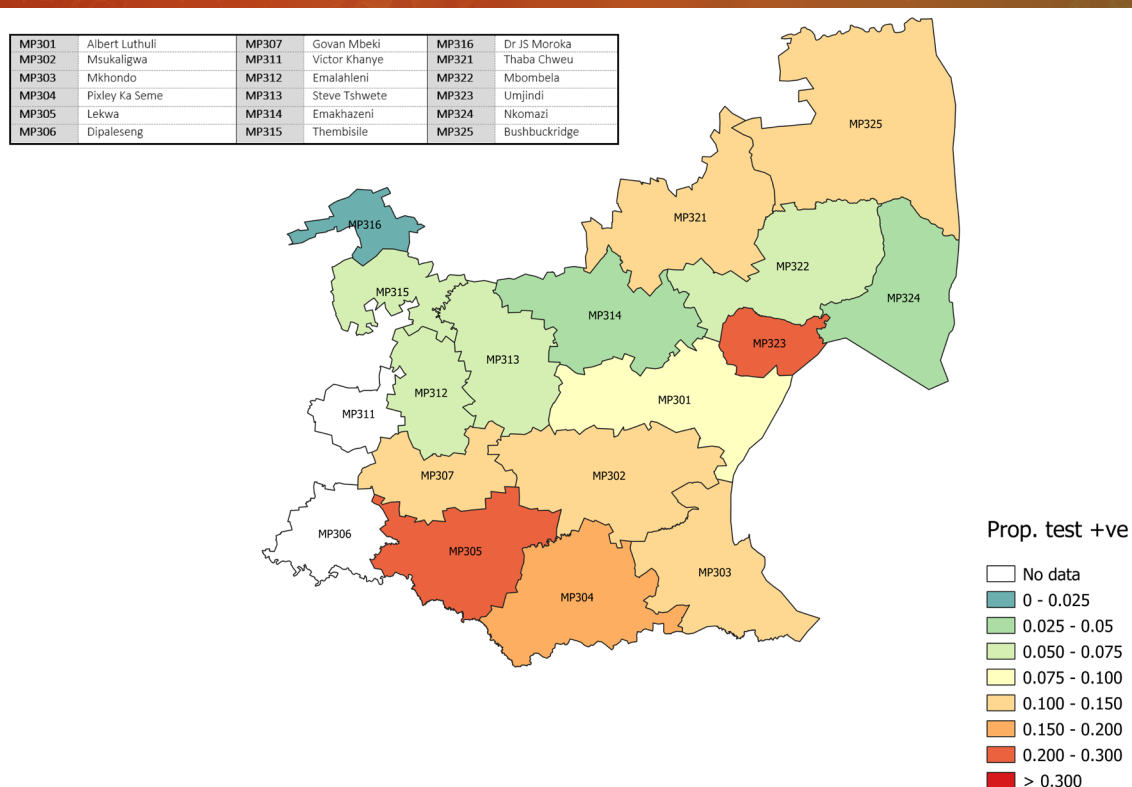 MP301 Albert Luthuli MP307 Govan Mbeki MP316 Dr JS Moroka
MP302 Msukaligwa MP311 Victor Khanye MP321 Thaba Chweu
MP303 Mkhondo MP312 Emalahleni MP322 Mbombela
MP304 Pixley Ka Seme MP313 Steve Tshwete MP323 Umjindi
MP305 Lekwa MP314 Emakhazeni MP324 Nkomazi
MP306 Dipaleseng MP315 Thembisile MP325 Bushbuckridge
MP325
MP321
MP316
MP322
MP315
MP324
MP314
MP323
MP313
MP312
MP301
MP311
MP307
MP302
MP306
MP305
MP303
MP304
Prop. test +ve
No data
0 - 0.025
0.025 - 0.05
0.050 - 0.075
0.075 - 0.100
0.100 - 0.150
0.150 - 0.200
0.200 - 0.300
> 0.300